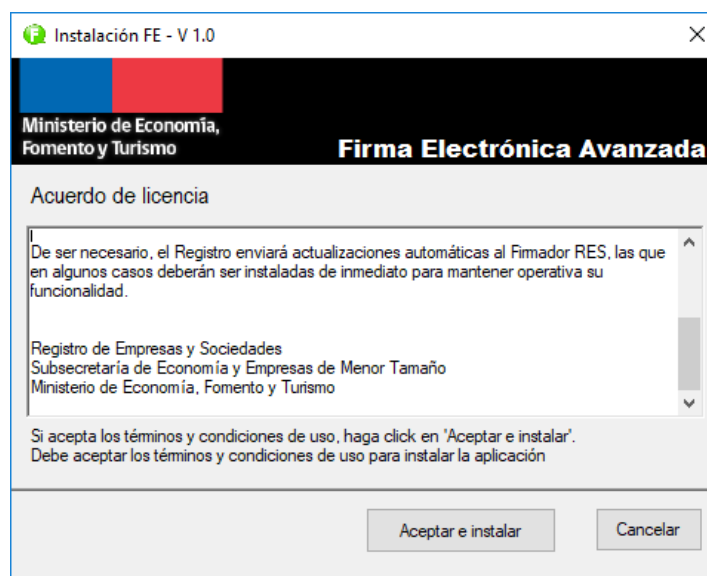 Instalación FE - V 1.0
Ministerio de Economía,
Fomento y Turismo
Firma Electrónica Avanzada
Acuerdo de licencia
De ser necesario, el Registro enviará actualizaciones automáticas al Firmador RES, las que
en algunos casos deberán ser instaladas de inmediato para mantener operativa su
funcionalidad.
Registro de Empresas y Sociedades
Subsecretaría de Economía y Empresas de Menor Tamaño
Ministerio de Economía, Fomento y Turismo
Si acepta los términos y condiciones de uso, haga click en 'Aceptar e instalar'.
Debe aceptar los términos y condiciones de uso para instalar la aplicación
Aceptar e instalar
Cancelar